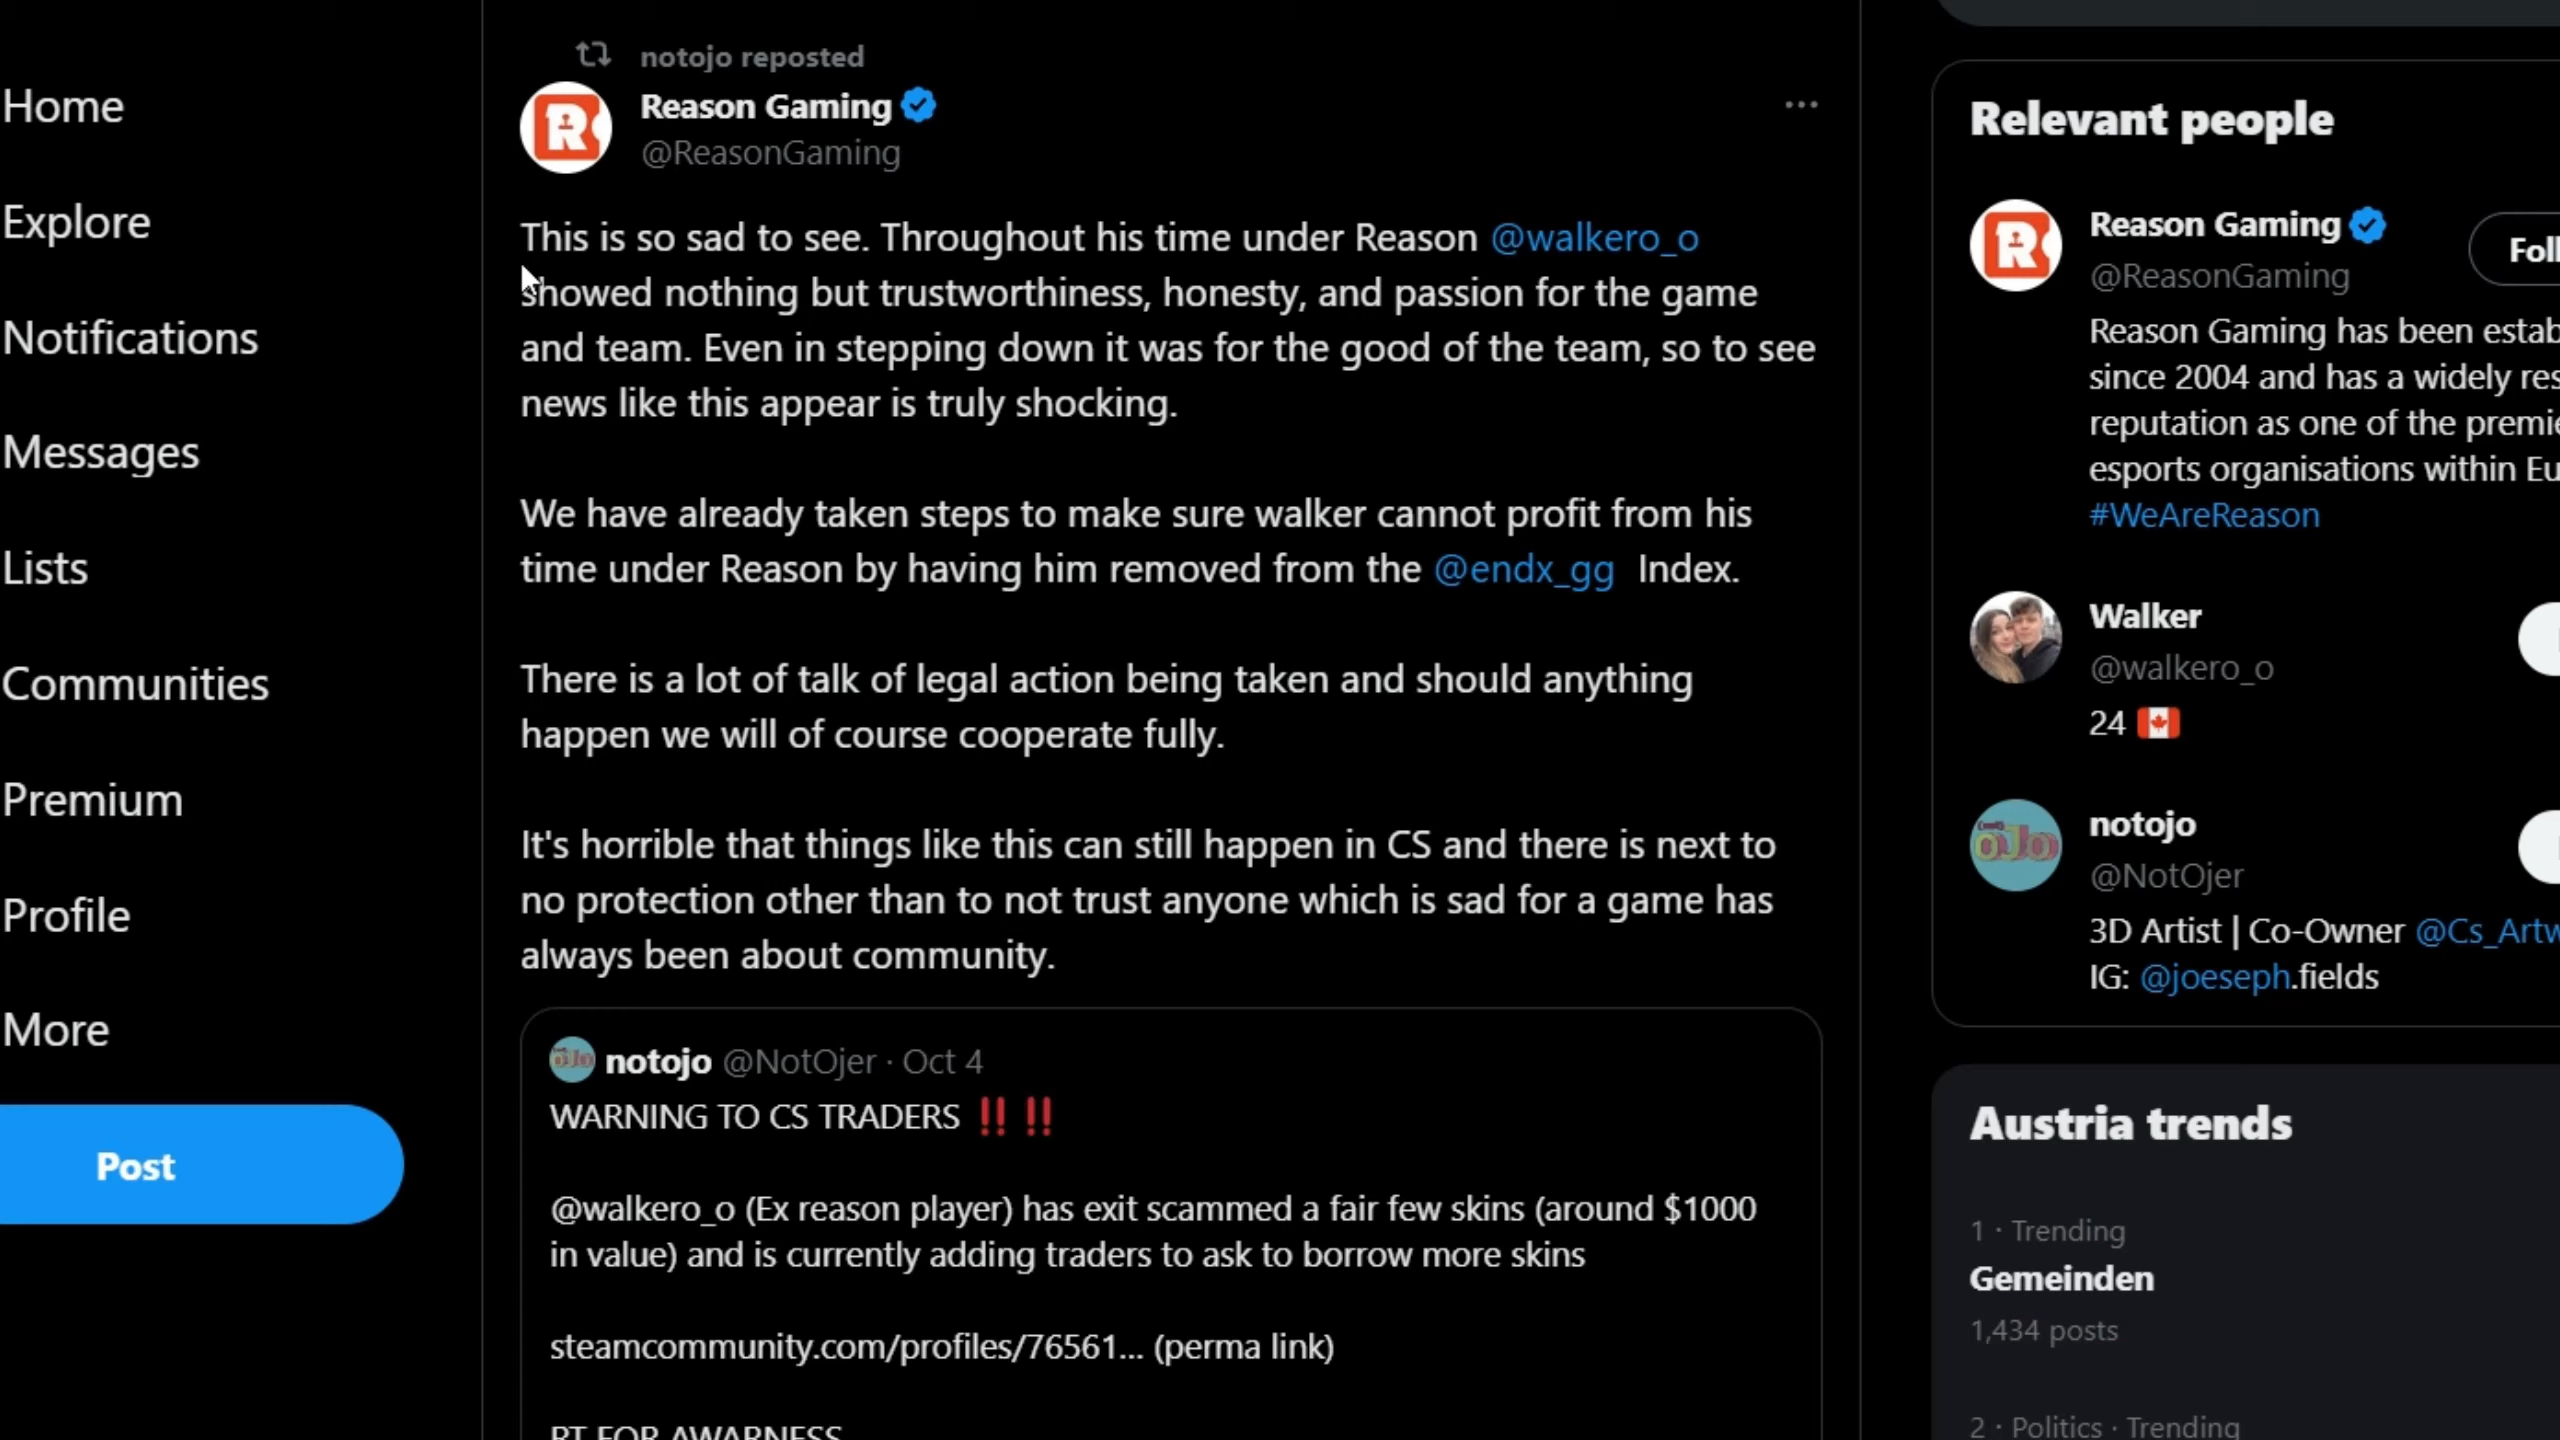 Home
Explore
Notifications
Messages
Lists
Communities
Premium
Profile
More
Post
notojo reposted
Reason Gaming
@ReasonGaming
This is so sad to see. Throughout his time under Reason @walkero_o
showed nothing but trustworthiness, honesty, and passion for the game
and team. Even in stepping down it was for the good of the team, so to see
news like this appear is truly shocking.
We have already taken steps to make sure walker cannot profit from his
time under Reason by having him removed from the @endx_gg Index.
There is a lot of talk of legal action being taken and should anything
happen we will of course cooperate fully.
It's horrible that things like this can still happen in CS and there is next to
no protection other than to not trust anyone which is sad for a game has
always been about community.
notojo @NotOjer · Oct 4
WARNING TO CS TRADERS ‼️ ‼️
@walkero_o (Ex reason player) has exit scammed a fair few skins (around $1000
in value) and is currently adding traders to ask to borrow more skins
steamcommunity.com/profiles/76561... (perma link)
RT FOR AWARNESS
Relevant people
Reason Gaming
@ReasonGaming
Foll
Reason Gaming has been estab
since 2004 and has a widely res
reputation as one of the premie
esports organisations within Eu
#WeAreReason
Walker
@walkero_o
24 🇨🇦
notojo
@NotOjer
3D Artist | Co-Owner @Cs_Artw
IG: @joeseph.fields
Austria trends
1 · Trending
Gemeinden
1,434 posts
2 · Politics · Trending